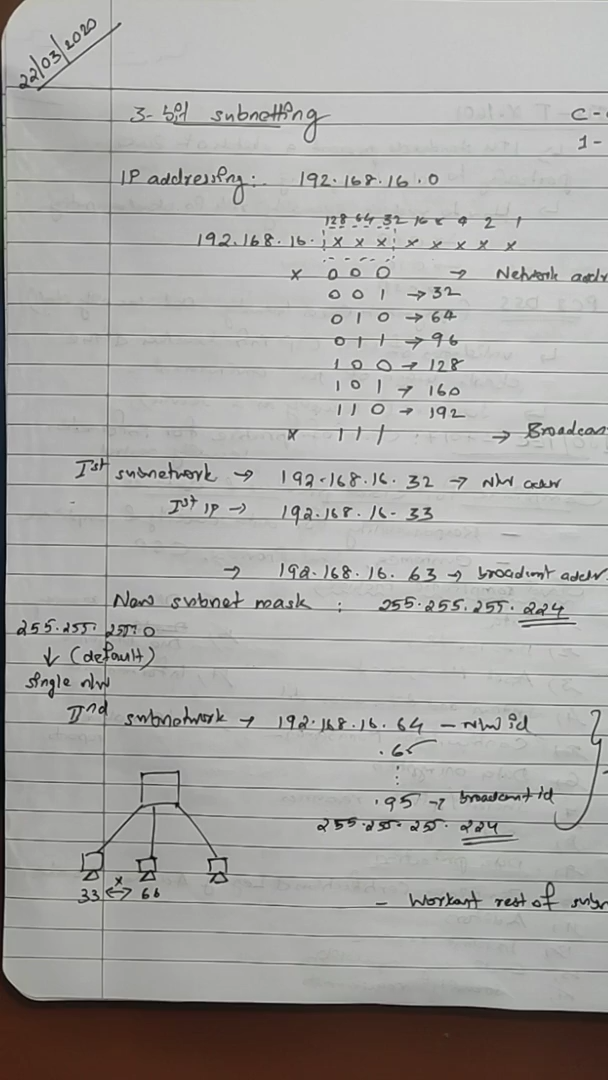 22/03/2020
3-bit subnetting
C-
1-
IP addressing: 192.168.16.0
128 64 32 16 8 4 2 1
192.168.16. x x x x x x x x
x 0 0 0 → Network addr
0 0 1 → 32
0 1 0 → 64
0 1 1 → 96
1 0 0 → 128
1 0 1 → 160
1 1 0 → 192
x 1 1 1 → Broadcas
Ist subnetwork → 192.168.16.32 → N/W addr
Ist IP → 192.168.16.33
→ 192.168.16.63 → broadcast addr.
New subnet mask : 255.255.255.224
255.255.255.0
↓ (default)
single n/w
IInd subnetwork → 192.168.16.64 - N/W id
.65
.95 → broadcast id
255.255.255.224
33 ↔ 66
x
- Workout rest of subn